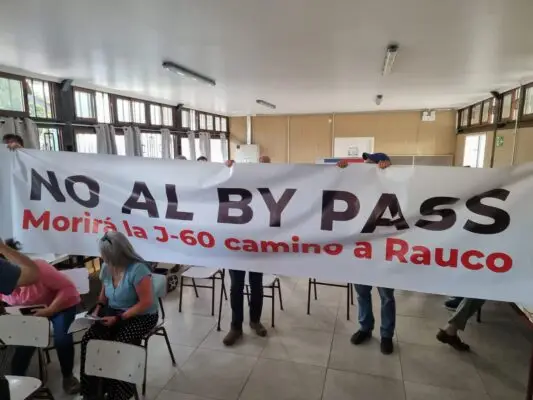 NO AL BY PASS
Morirá la J-60 camino a Rauco